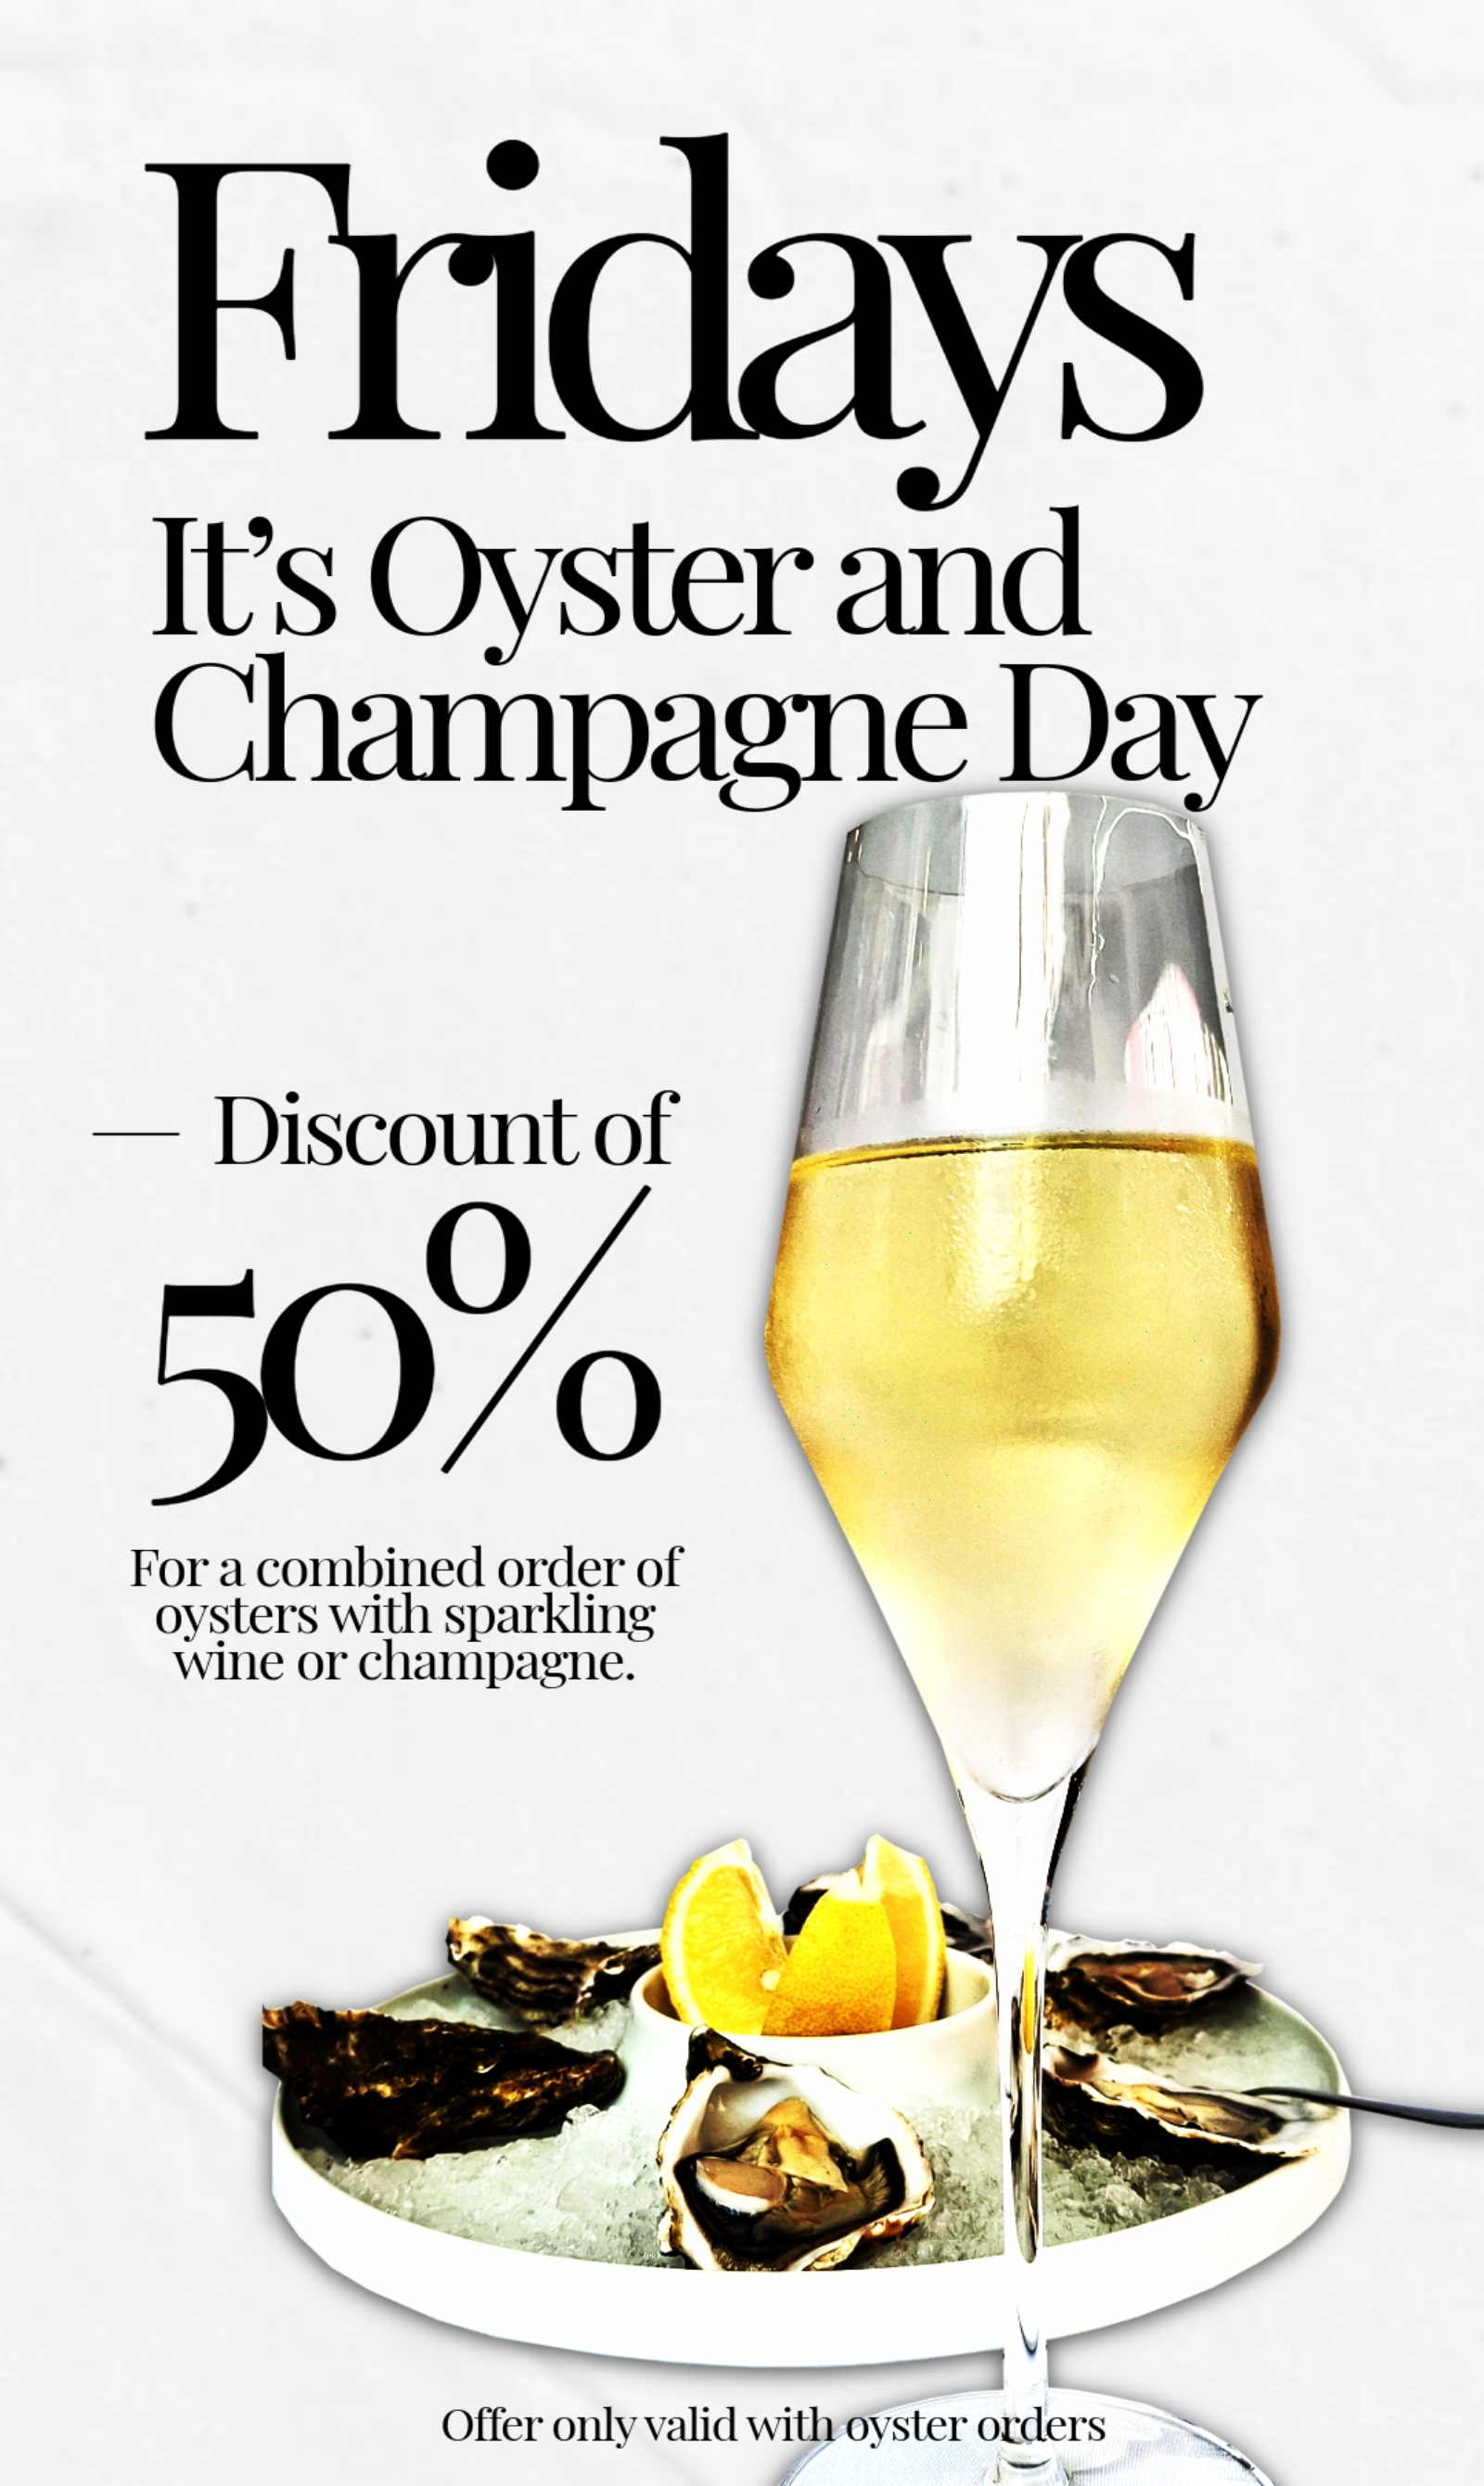 Fridays
It’s Oyster and
Champagne Day
— Discount of
50%
For a combined order of
oysters with sparkling
wine or champagne.
Offer only valid with oyster orders